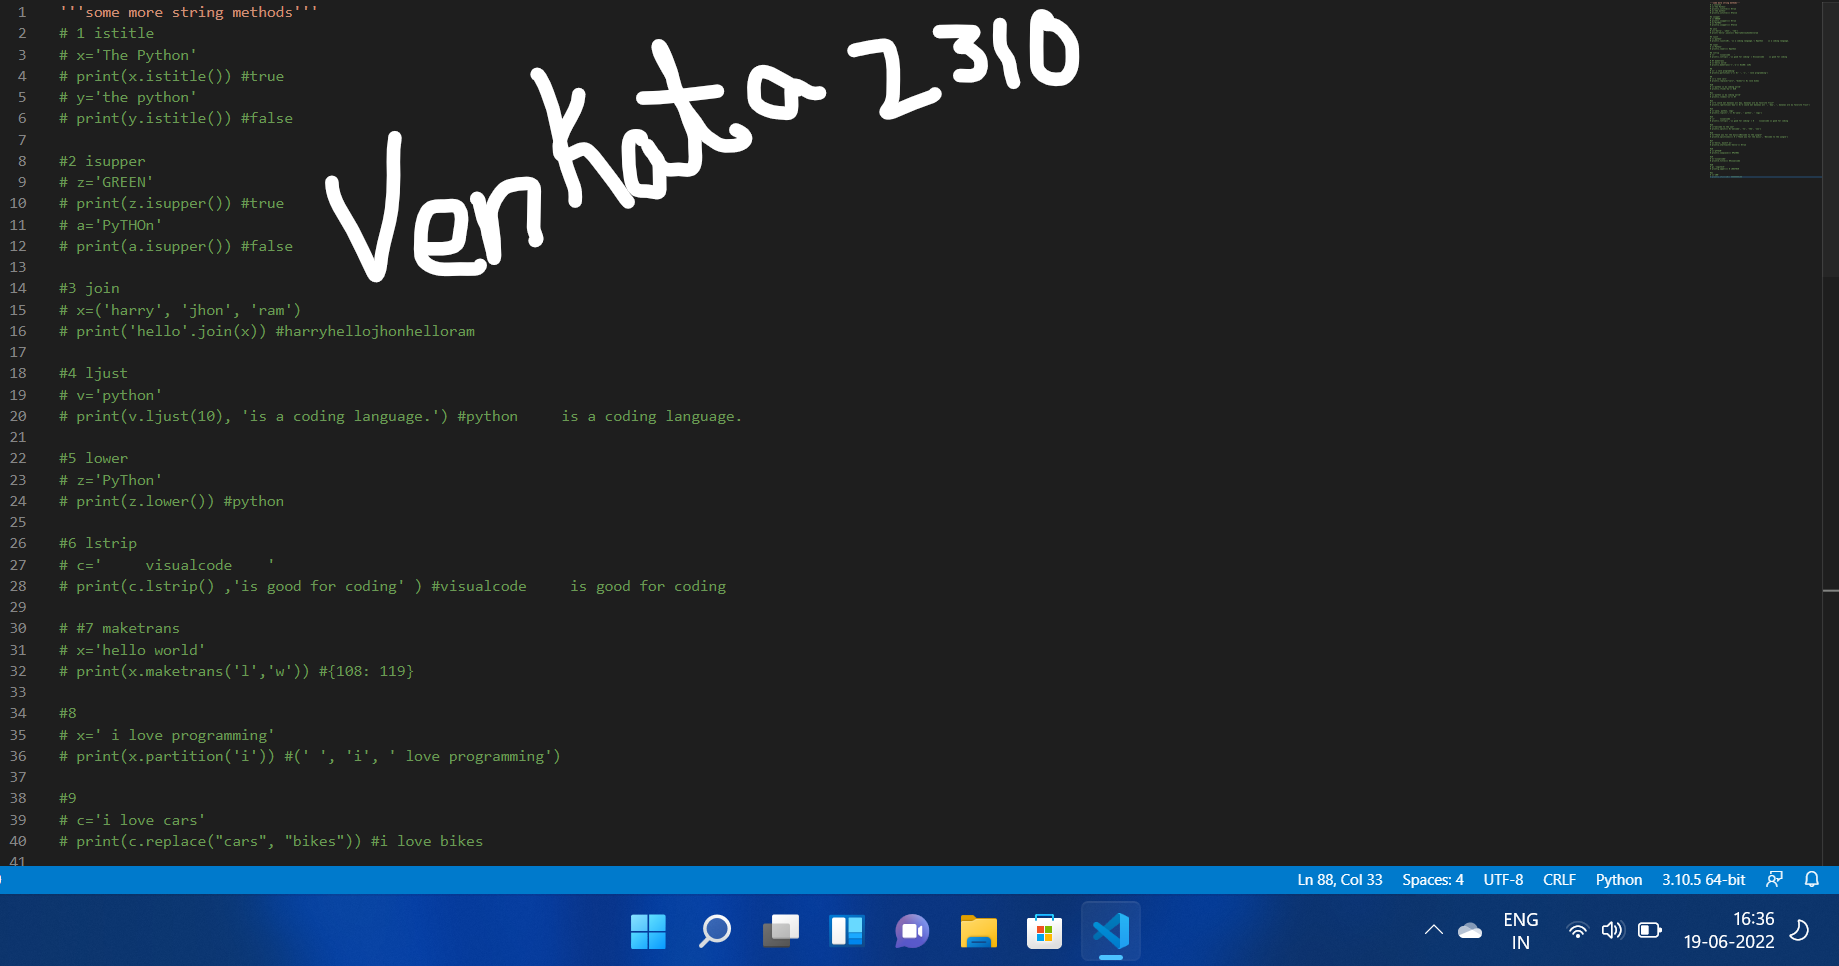 1 '''some more string methods'''
2 # 1 istitle
3 # x='The Python'
4 # print(x.istitle()) #true
5 # y='the python'
6 # print(y.istitle()) #false
7
8 #2 isupper
9 # z='GREEN'
10 # print(z.isupper()) #true
11 # a='PyTHOn'
12 # print(a.isupper()) #false
13
14 #3 join
15 # x=('harry', 'jhon', 'ram')
16 # print('hello'.join(x)) #harryhellojhonhelloram
17
18 #4 ljust
19 # v='python'
20 # print(v.ljust(10), 'is a coding language.') #python     is a coding language.
21
22 #5 lower
23 # z='PyThon'
24 # print(z.lower()) #python
25
26 #6 lstrip
27 # c='     visualcode    '
28 # print(c.lstrip() ,'is good for coding' ) #visualcode     is good for coding
29
30 # #7 maketrans
31 # x='hello world'
32 # print(x.maketrans('l','w')) #{108: 119}
33
34 #8
35 # x=' i love programming'
36 # print(x.partition('i')) #(' ', 'i', ' love programming')
37
38 #9
39 # c='i love cars'
40 # print(c.replace("cars", "bikes")) #i love bikes
41
Venkata 2310
Ln 88, Col 33 Spaces: 4 UTF-8 CRLF Python 3.10.5 64-bit
ENG 16:36
IN 19-06-2022